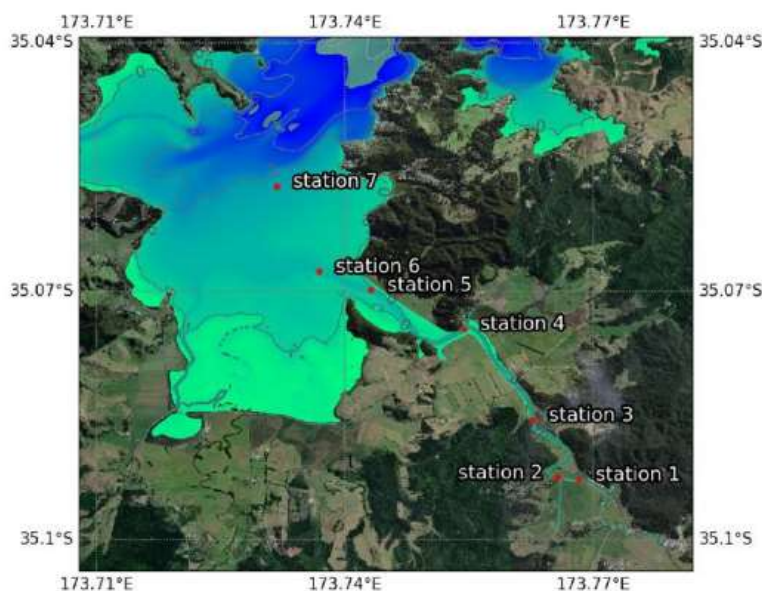 173.71°E 173.74°E 173.77°E
35.04°S 35.04°S
station 7
station 6
station 5
35.07°S 35.07°S
station 4
station 3
station 2 station 1
35.1°S 35.1°S
173.71°E 173.74°E 173.77°E